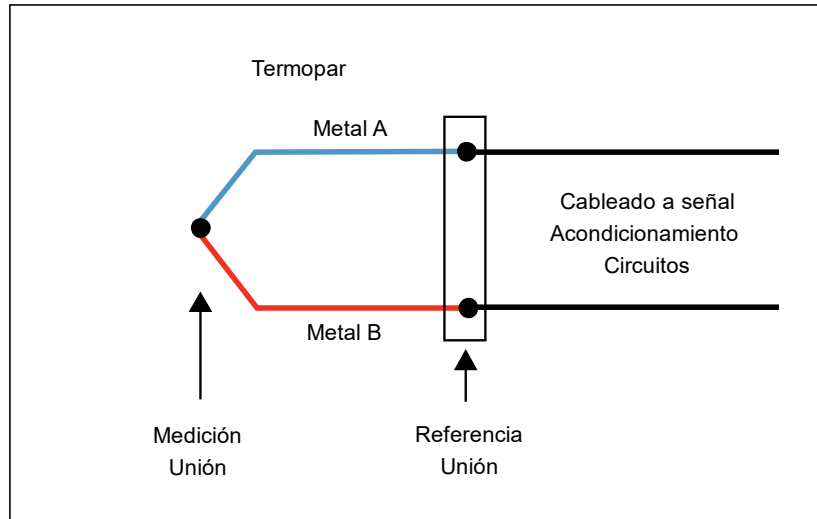 Termopar
Metal A
Cableado a señal
Acondicionamiento
Circuitos
Metal B
Medición
Unión
Referencia
Unión